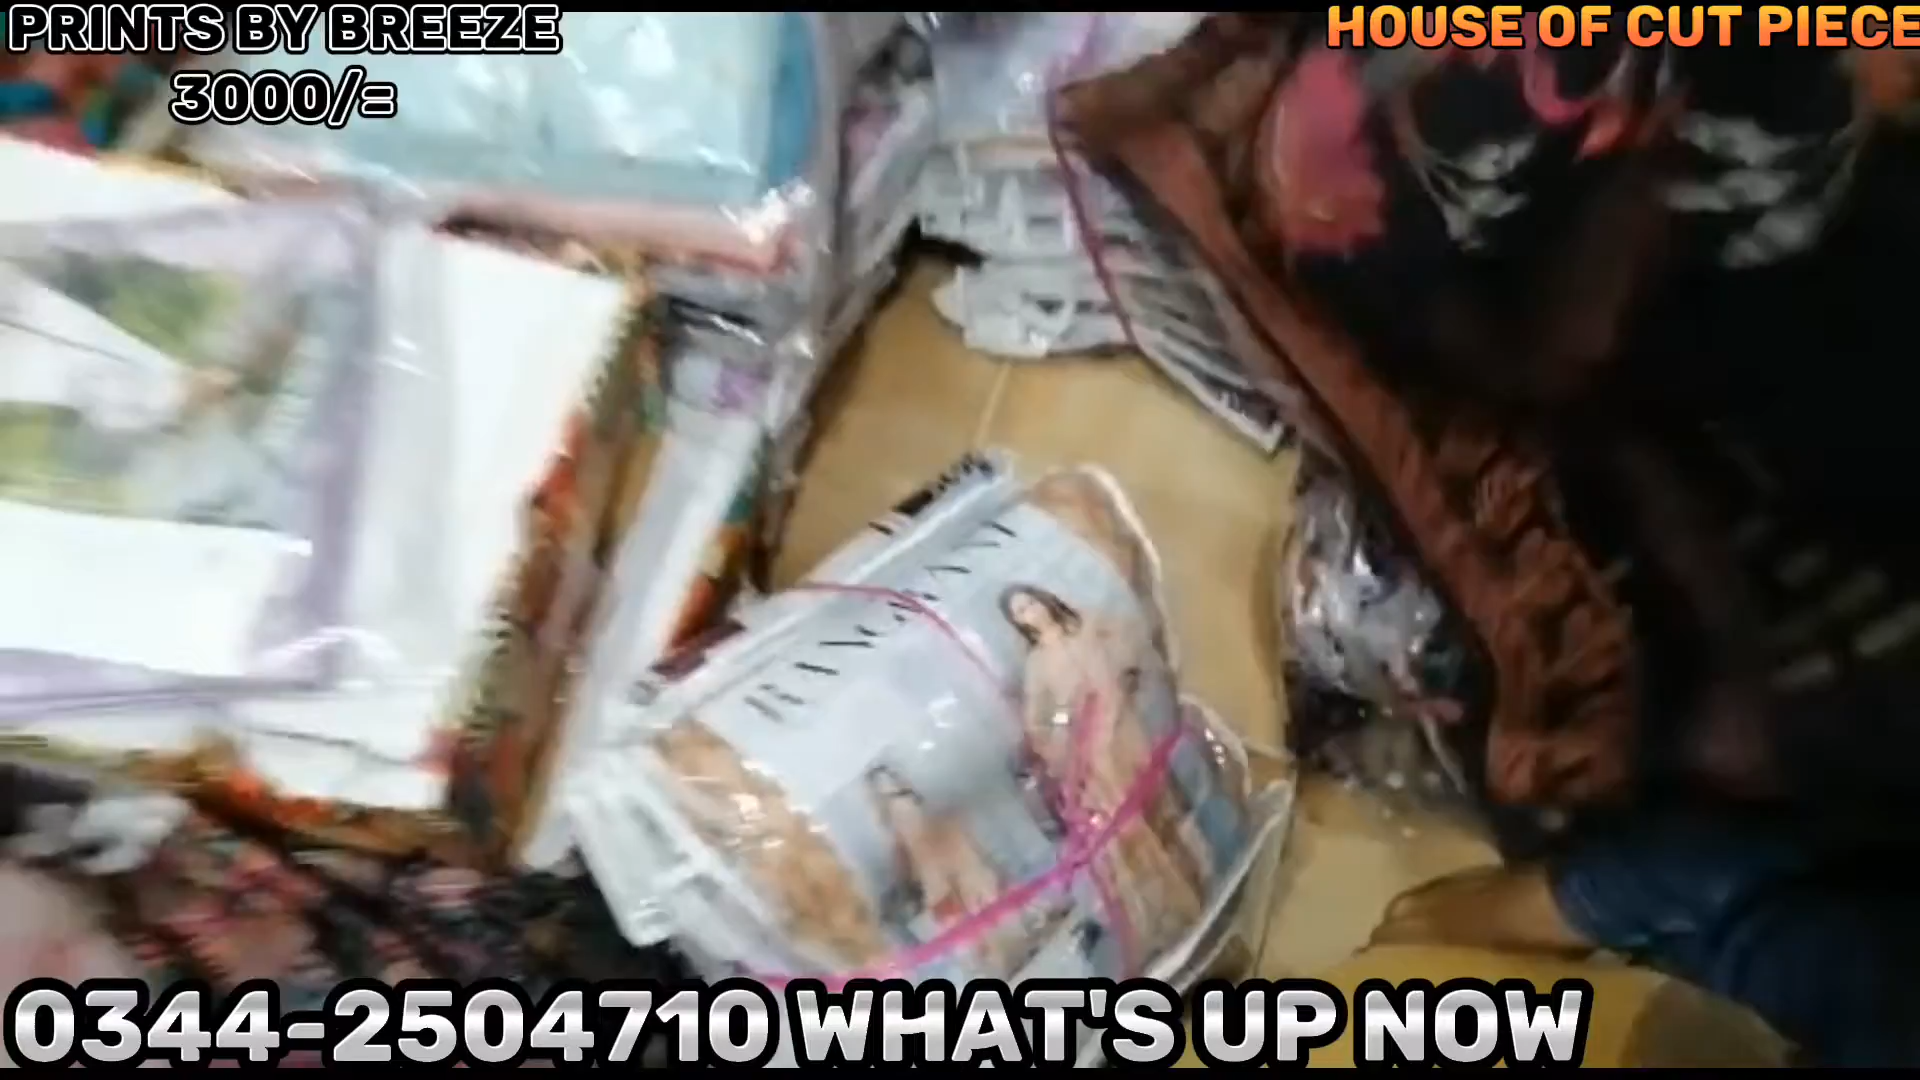 PRINTS BY BREEZE
3000/=
HOUSE OF CUT PIECE
0344-2504710 WHAT'S UP NOW